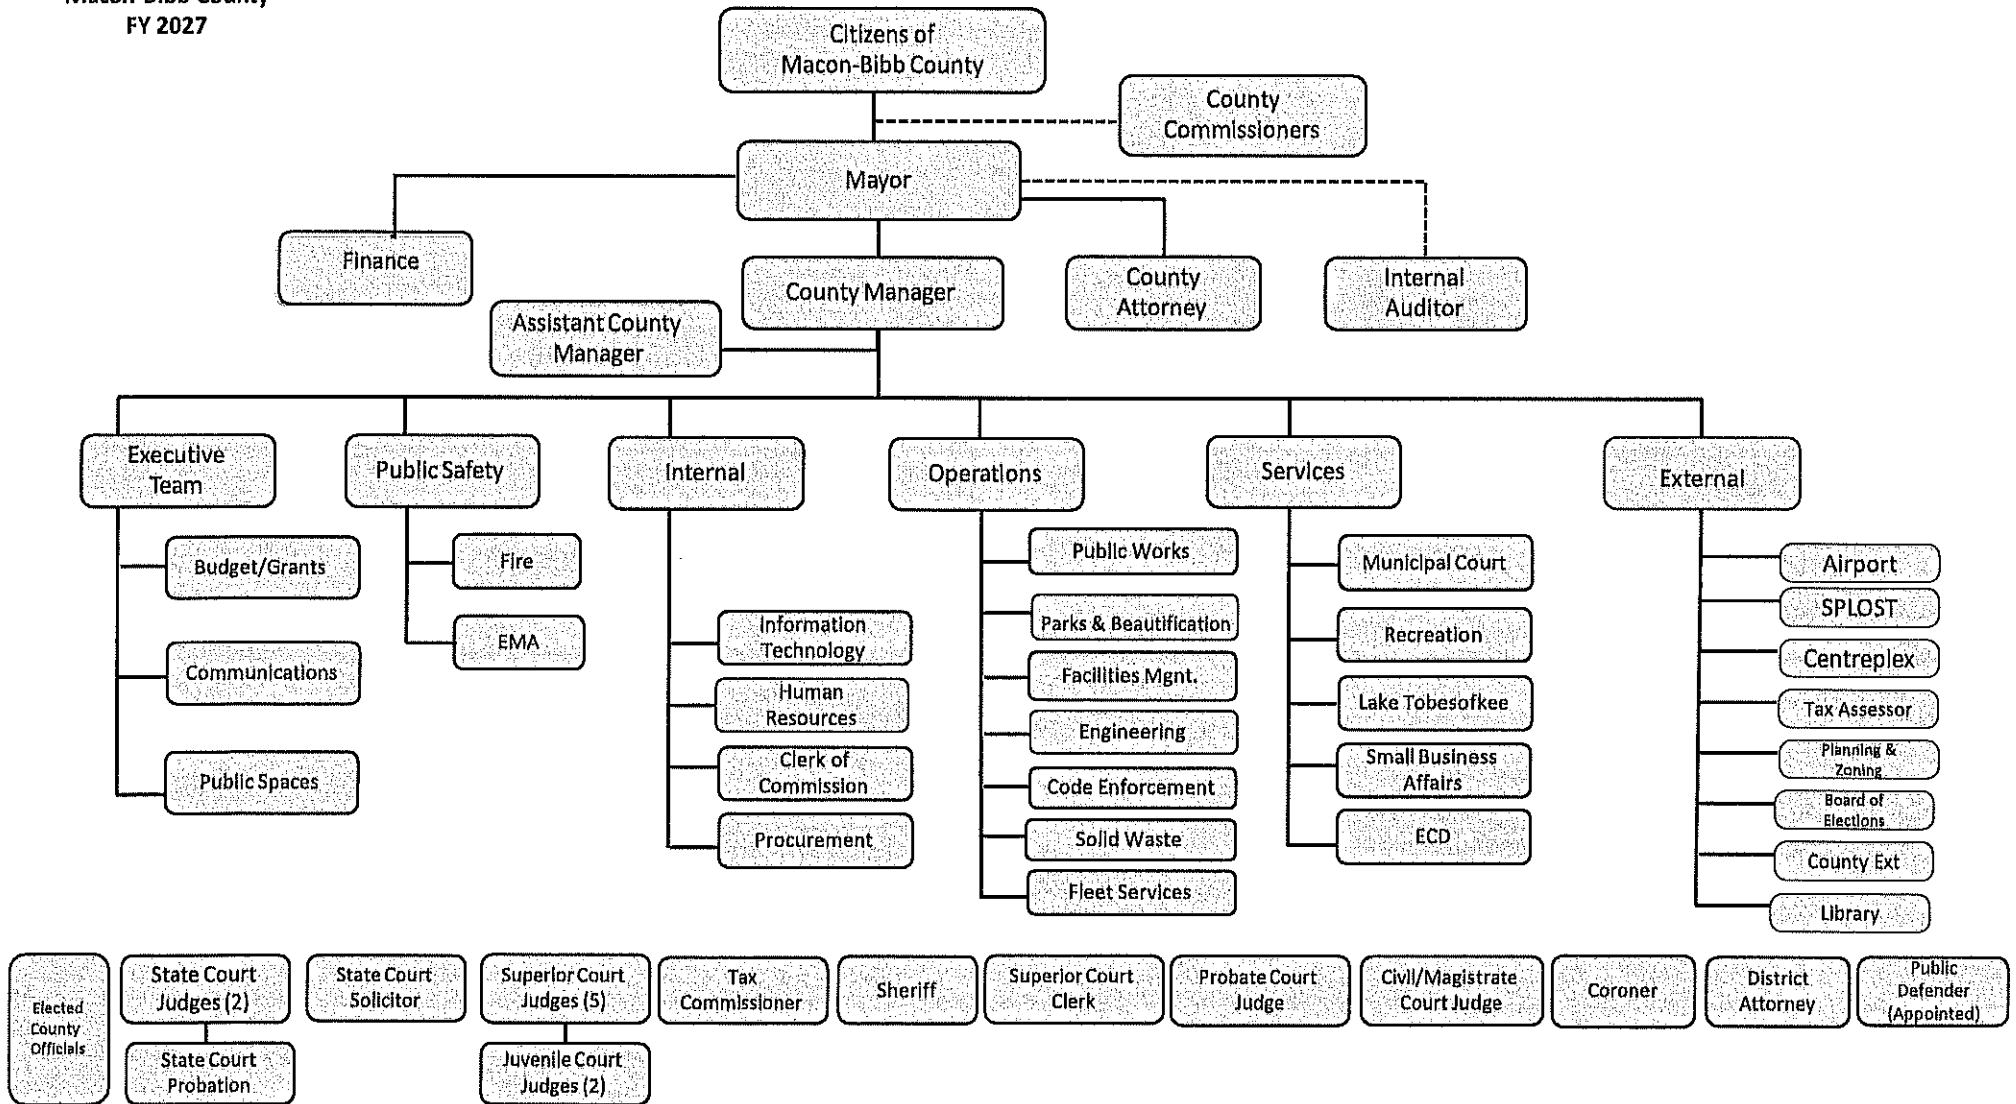 Macon-Bibb County
FY 2027
Citizens of
Macon-Bibb County
County
Commissioners
Mayor
Finance
County Manager
County
Attorney
Internal
Auditor
Assistant County
Manager
Executive
Team
Public Safety
Internal
Operations
Services
External
Budget/Grants
Communications
Public Spaces
Fire
EMA
Information
Technology
Human
Resources
Clerk of
Commission
Procurement
Public Works
Parks & Beautification
Facilities Mgnt.
Engineering
Code Enforcement
Solid Waste
Fleet Services
Municipal Court
Recreation
Lake Tobesofkee
Small Business
Affairs
ECD
Airport
SPLOST
Centreplex
Tax Assessor
Planning &
Zoning
Board of
Elections
County Ext
Library
Elected
County
Officials
State Court
Judges (2)
State Court
Probation
State Court
Solicitor
Superior Court
Judges (5)
Juvenile Court
Judges (2)
Tax
Commissioner
Sheriff
Superior Court
Clerk
Probate Court
Judge
Civil/Magistrate
Court Judge
Coroner
District
Attorney
Public
Defender
(Appointed)